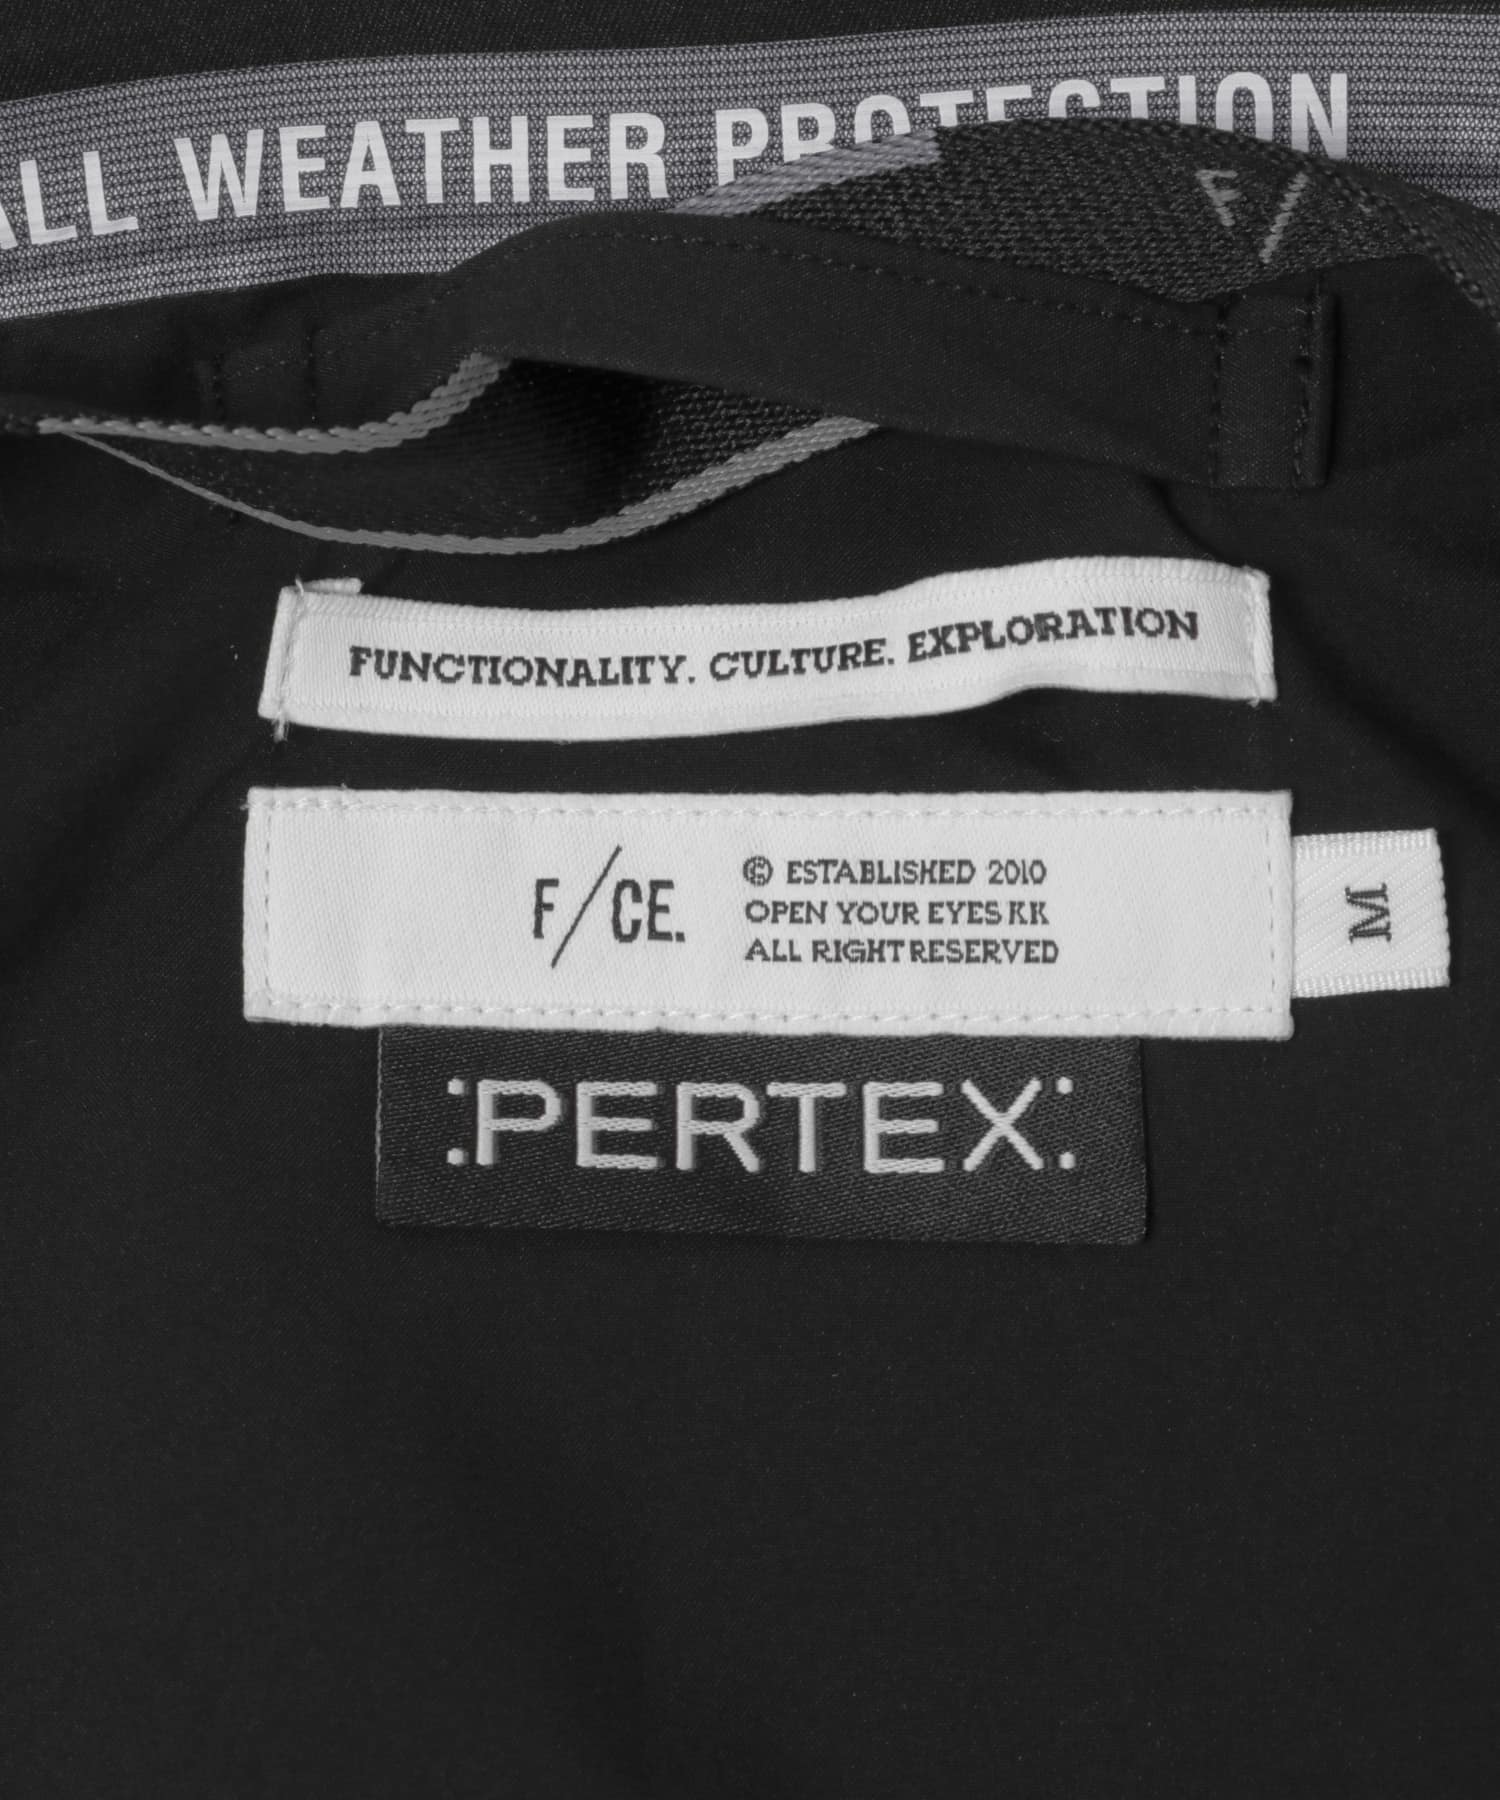 ALL WEATHER PROTECTION
F/
FUNCTIONALITY. CULTURE. EXPLORATION
F/CE.
© ESTABLISHED 2010
OPEN YOUR EYES KK
ALL RIGHT RESERVED
M
:PERTEX: